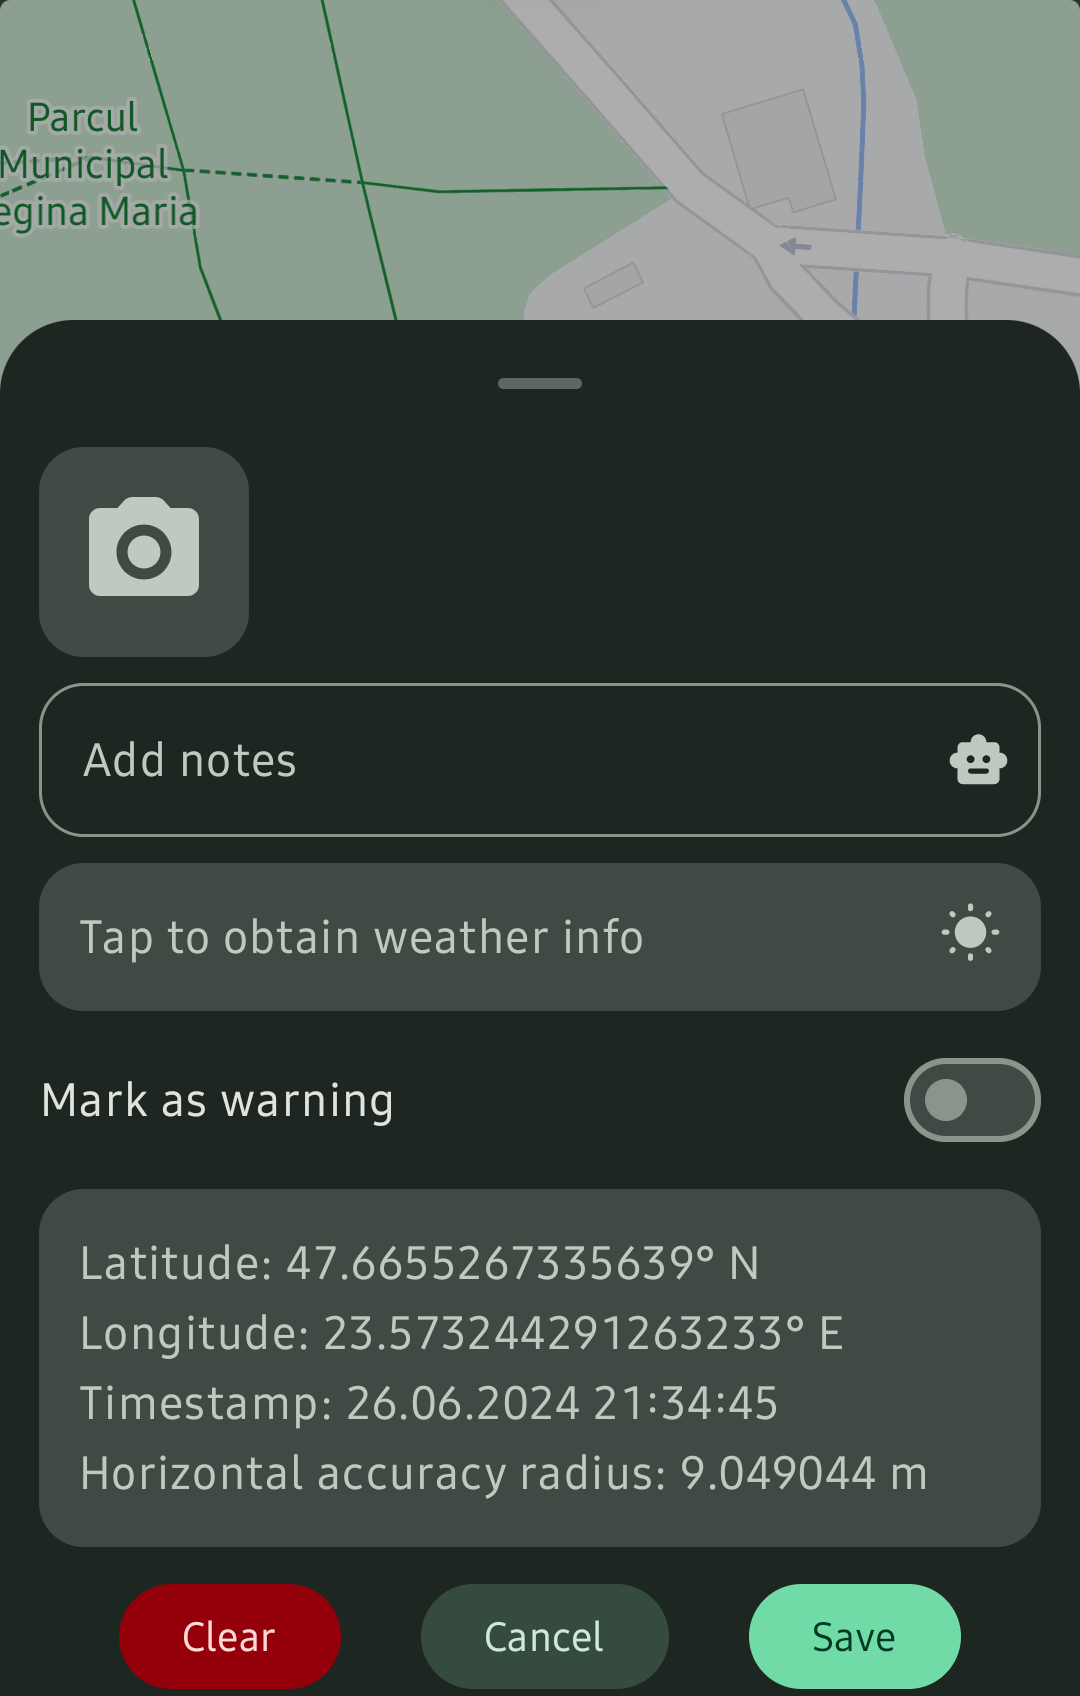 Parcul
Municipal
egina Maria
Add notes
Tap to obtain weather info
Mark as warning
Latitude: 47.6655267335639° N
Longitude: 23.573244291263233° E
Timestamp: 26.06.2024 21:34:45
Horizontal accuracy radius: 9.049044 m
Clear
Cancel
Save